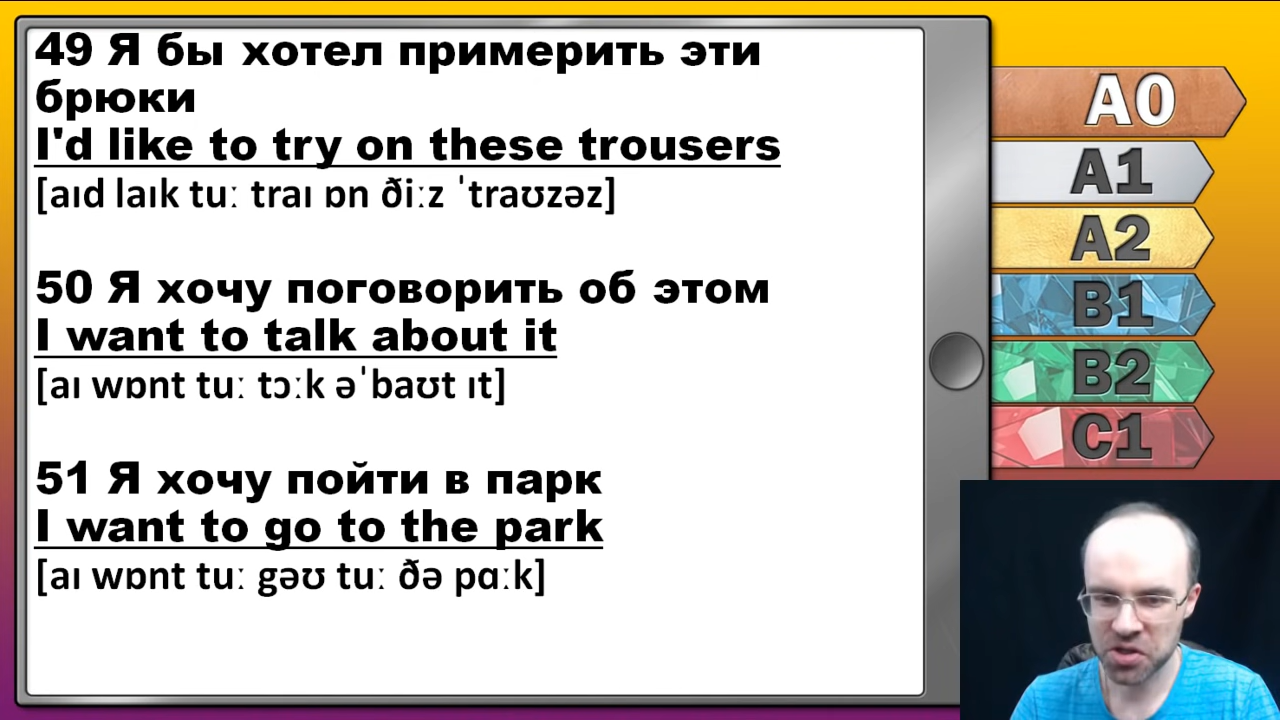 49 Я бы хотел примерить эти
брюки
I'd like to try on these trousers
[aɪd laɪk tuː traɪ ɒn ðiːz ˈtraʊzəz]
50 Я хочу поговорить об этом
I want to talk about it
[aɪ wɒnt tuː tɔːk əˈbaʊt ɪt]
51 Я хочу пойти в парк
I want to go to the park
[aɪ wɒnt tuː gəʊ tuː ðə pɑːk]
A0
A1
A2
B1
B2
C1